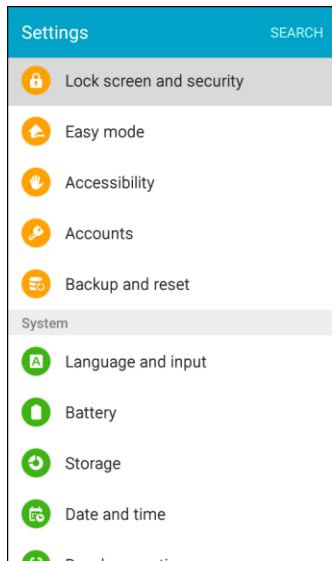 Settings
SEARCH
Lock screen and security
Easy mode
Accessibility
Accounts
Backup and reset
System
A
Language and input
Battery
Storage
Date and time